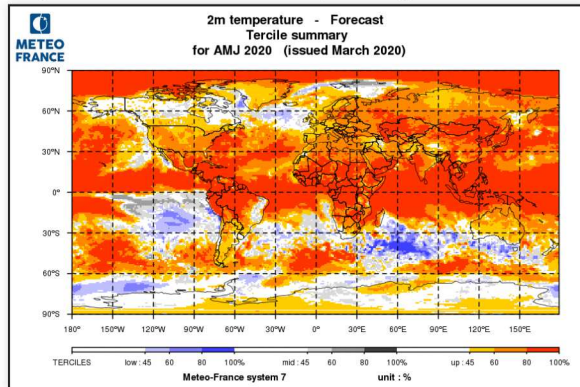 METEO
FRANCE
2m temperature - Forecast
Tercile summary
for AMJ 2020 (issued March 2020)
90°N
60°N
30°N
0°
30°S
60°S
90°S
180° 150°W 120°W 90°W 60°W 30°W 0° 30°E 60°E 90°E 120°E 150°E
TERCILES low : 45 60 80 100% mid : 45 60 80 100% up : 45 60 80 100%
Meteo-France system 7 unit : %